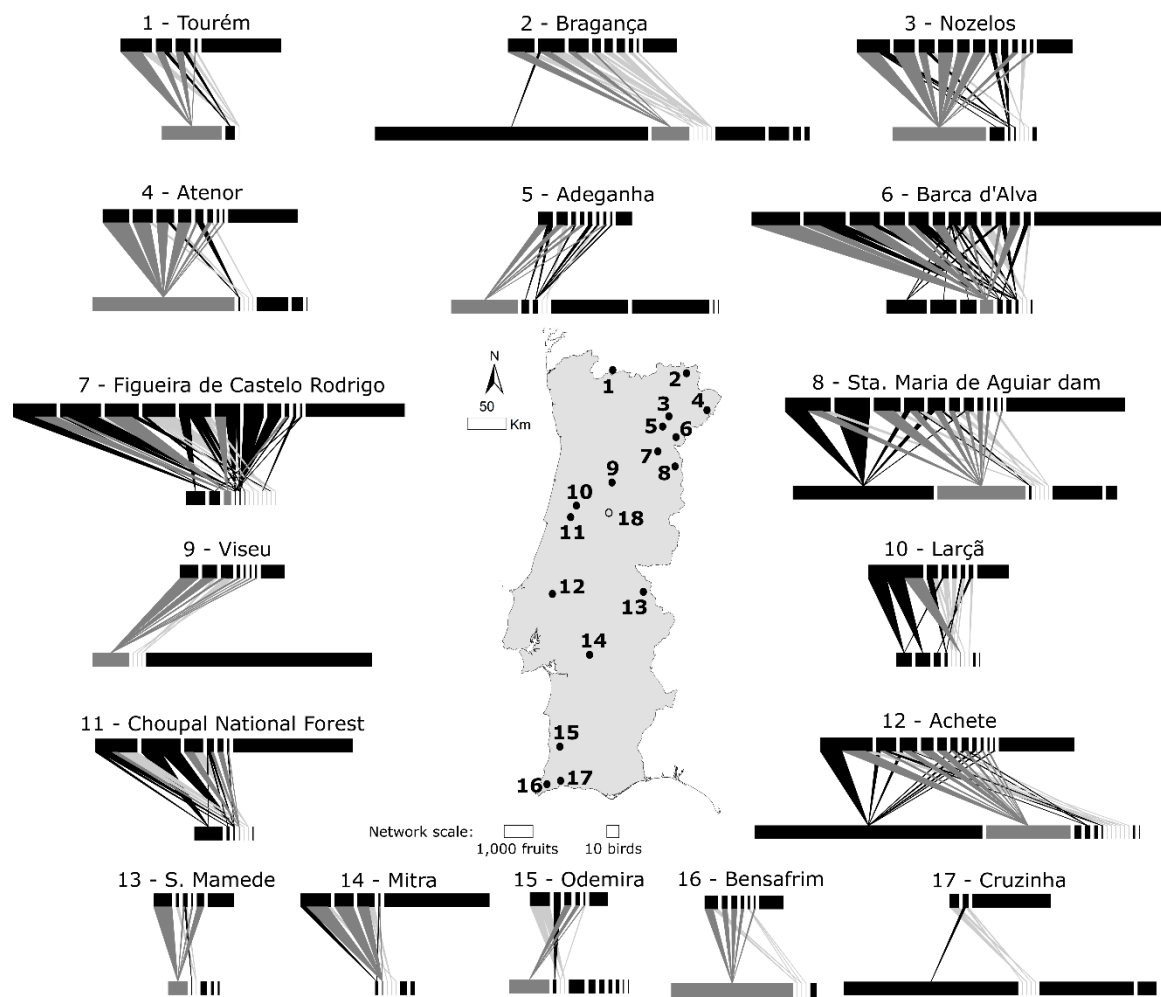 1 - Tourém
2 - Bragança
3 - Nozelos
4 - Atenor
5 - Adeganha
6 - Barca d'Alva
7 - Figueira de Castelo Rodrigo
8 - Sta. Maria de Aguiar dam
9 - Viseu
10 - Larçã
11 - Choupal National Forest
12 - Achete
N
50
Km
1
2
3
4
5
6
7
8
9
10
11
18
12
13
14
15
16
17
Network scale:
1,000 fruits
10 birds
13 - S. Mamede
14 - Mitra
15 - Odemira
16 - Bensafrim
17 - Cruzinha